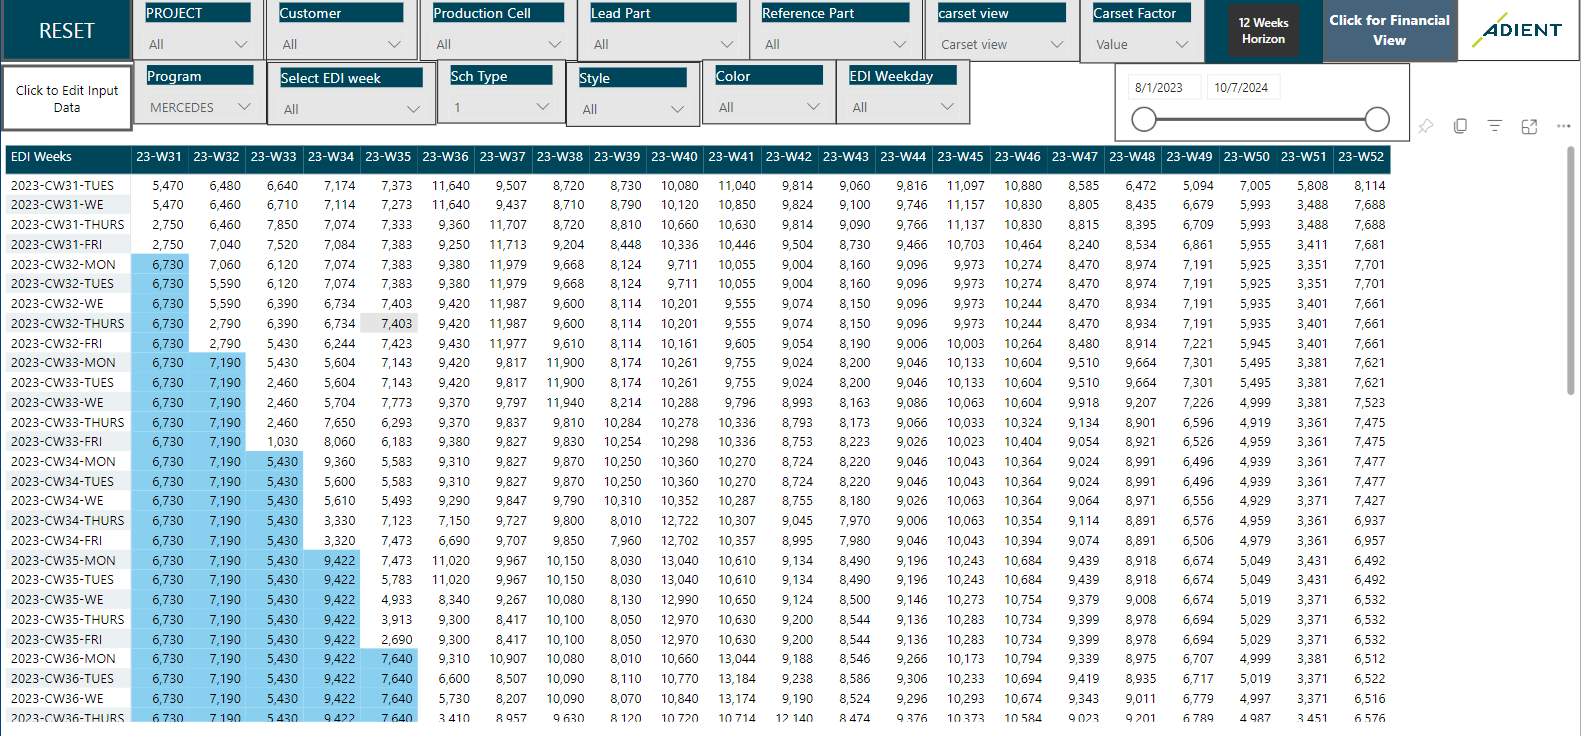 RESET
PROJECT
All
Customer
All
Production Cell
All
Lead Part
All
Reference Part
All
carset view
Carset view
Carset Factor
Value
12 Weeks
Horizon
Click for Financial
View
ADIENT
Click to Edit Input
Data
Program
MERCEDES
Select EDI week
All
Sch Type
1
Style
All
Color
All
EDI Weekday
All
8/1/2023 10/7/2024
EDI Weeks 23-W31 23-W32 23-W33 23-W34 23-W35 23-W36 23-W37 23-W38 23-W39 23-W40 23-W41 23-W42 23-W43 23-W44 23-W45 23-W46 23-W47 23-W48 23-W49 23-W50 23-W51 23-W52
2023-CW31-TUES 5,470 6,480 6,640 7,174 7,373 11,640 9,507 8,720 8,730 10,080 11,040 9,814 9,060 9,816 11,097 10,880 8,585 6,472 5,094 7,005 5,808 8,114
2023-CW31-WE 5,470 6,460 6,710 7,114 7,273 11,640 9,437 8,710 8,790 10,120 10,850 9,824 9,100 9,746 11,157 10,830 8,805 8,435 6,679 5,993 3,488 7,688
2023-CW31-THURS 2,750 6,460 7,850 7,074 7,333 9,360 11,707 8,720 8,810 10,660 10,630 9,814 9,090 9,766 11,137 10,830 8,815 8,395 6,709 5,993 3,488 7,688
2023-CW31-FRI 2,750 7,040 7,520 7,084 7,383 9,250 11,713 9,204 8,448 10,336 10,446 9,504 8,730 9,466 10,703 10,464 8,240 8,534 6,861 5,955 3,411 7,681
2023-CW32-MON 6,730 7,060 6,120 7,074 7,383 9,380 11,979 9,668 8,124 9,711 10,055 9,004 8,160 9,096 9,973 10,274 8,470 8,974 7,191 5,925 3,351 7,701
2023-CW32-TUES 6,730 5,590 6,120 7,074 7,383 9,380 11,979 9,668 8,124 9,711 10,055 9,004 8,160 9,096 9,973 10,274 8,470 8,974 7,191 5,925 3,351 7,701
2023-CW32-WE 6,730 5,590 6,390 6,734 7,403 9,420 11,987 9,600 8,114 10,201 9,555 9,074 8,150 9,096 9,973 10,244 8,470 8,934 7,191 5,935 3,401 7,661
2023-CW32-THURS 6,730 2,790 6,390 6,734 7,403 9,420 11,987 9,600 8,114 10,201 9,555 9,074 8,150 9,096 9,973 10,244 8,470 8,934 7,191 5,935 3,401 7,661
2023-CW32-FRI 6,730 2,790 5,430 6,244 7,423 9,430 11,977 9,610 8,114 10,161 9,605 9,054 8,190 9,006 10,003 10,264 8,480 8,914 7,221 5,945 3,401 7,661
2023-CW33-MON 6,730 7,190 5,430 5,604 7,143 9,420 9,817 11,900 8,174 10,261 9,755 9,024 8,200 9,046 10,133 10,604 9,510 9,664 7,301 5,495 3,381 7,621
2023-CW33-TUES 6,730 7,190 2,460 5,604 7,143 9,420 9,817 11,900 8,174 10,261 9,755 9,024 8,200 9,046 10,133 10,604 9,510 9,664 7,301 5,495 3,381 7,621
2023-CW33-WE 6,730 7,190 2,460 5,704 7,773 9,370 9,797 11,940 8,214 10,288 9,796 8,993 8,163 9,086 10,063 10,604 9,918 9,207 7,226 4,999 3,381 7,523
2023-CW33-THURS 6,730 7,190 2,460 7,650 6,293 9,370 9,837 9,810 10,284 10,278 10,336 8,793 8,173 9,066 10,033 10,324 9,134 8,901 6,596 4,919 3,361 7,475
2023-CW33-FRI 6,730 7,190 1,030 8,060 6,183 9,380 9,827 9,830 10,254 10,298 10,336 8,753 8,223 9,026 10,023 10,404 9,054 8,921 6,526 4,959 3,361 7,475
2023-CW34-MON 6,730 7,190 5,430 9,360 5,583 9,310 9,827 9,870 10,250 10,360 10,270 8,724 8,220 9,046 10,043 10,364 9,024 8,991 6,496 4,939 3,361 7,477
2023-CW34-TUES 6,730 7,190 5,430 5,600 5,583 9,310 9,827 9,870 10,250 10,360 10,270 8,724 8,220 9,046 10,043 10,364 9,024 8,991 6,496 4,939 3,361 7,477
2023-CW34-WE 6,730 7,190 5,430 5,610 5,493 9,290 9,847 9,790 10,310 10,352 10,287 8,755 8,180 9,026 10,063 10,364 9,064 8,971 6,556 4,929 3,371 7,427
2023-CW34-THURS 6,730 7,190 5,430 3,330 7,123 7,150 9,727 9,800 8,010 12,722 10,307 9,045 7,970 9,006 10,063 10,354 9,114 8,891 6,576 4,959 3,361 6,937
2023-CW34-FRI 6,730 7,190 5,430 3,320 7,473 6,690 9,707 9,850 7,960 12,702 10,357 8,995 7,980 9,046 10,043 10,394 9,074 8,891 6,506 4,979 3,361 6,957
2023-CW35-MON 6,730 7,190 5,430 9,422 7,473 11,020 9,967 10,150 8,030 13,040 10,610 9,134 8,490 9,196 10,243 10,684 9,439 8,918 6,674 5,049 3,431 6,492
2023-CW35-TUES 6,730 7,190 5,430 9,422 5,783 11,020 9,967 10,150 8,030 13,040 10,610 9,134 8,490 9,196 10,243 10,684 9,439 8,918 6,674 5,049 3,431 6,492
2023-CW35-WE 6,730 7,190 5,430 9,422 4,933 8,340 9,267 10,080 8,130 12,990 10,650 9,124 8,500 9,146 10,273 10,754 9,379 9,008 6,674 5,019 3,371 6,532
2023-CW35-THURS 6,730 7,190 5,430 9,422 3,913 9,300 8,417 10,100 8,050 12,970 10,630 9,200 8,544 9,136 10,283 10,734 9,399 8,978 6,694 5,029 3,371 6,532
2023-CW35-FRI 6,730 7,190 5,430 9,422 2,690 9,300 8,417 10,100 8,050 12,970 10,630 9,200 8,544 9,136 10,283 10,734 9,399 8,978 6,694 5,029 3,371 6,532
2023-CW36-MON 6,730 7,190 5,430 9,422 7,640 9,310 10,907 10,080 8,010 10,660 13,044 9,188 8,546 9,266 10,173 10,794 9,339 8,975 6,707 4,999 3,381 6,512
2023-CW36-TUES 6,730 7,190 5,430 9,422 7,640 6,600 8,507 10,090 8,110 10,770 13,184 9,238 8,586 9,306 10,233 10,694 9,419 8,935 6,717 5,019 3,371 6,522
2023-CW36-WE 6,730 7,190 5,430 9,422 7,640 5,730 8,207 10,090 8,070 10,840 13,174 9,190 8,524 9,296 10,293 10,674 9,343 9,011 6,779 4,997 3,371 6,516
2023-CW36-THURS 6,730 7,190 5,430 9,422 7,640 3,410 8,957 9,630 8,120 10,720 10,714 12,140 8,474 9,376 10,373 10,584 9,023 9,201 6,789 4,987 3,451 6,576